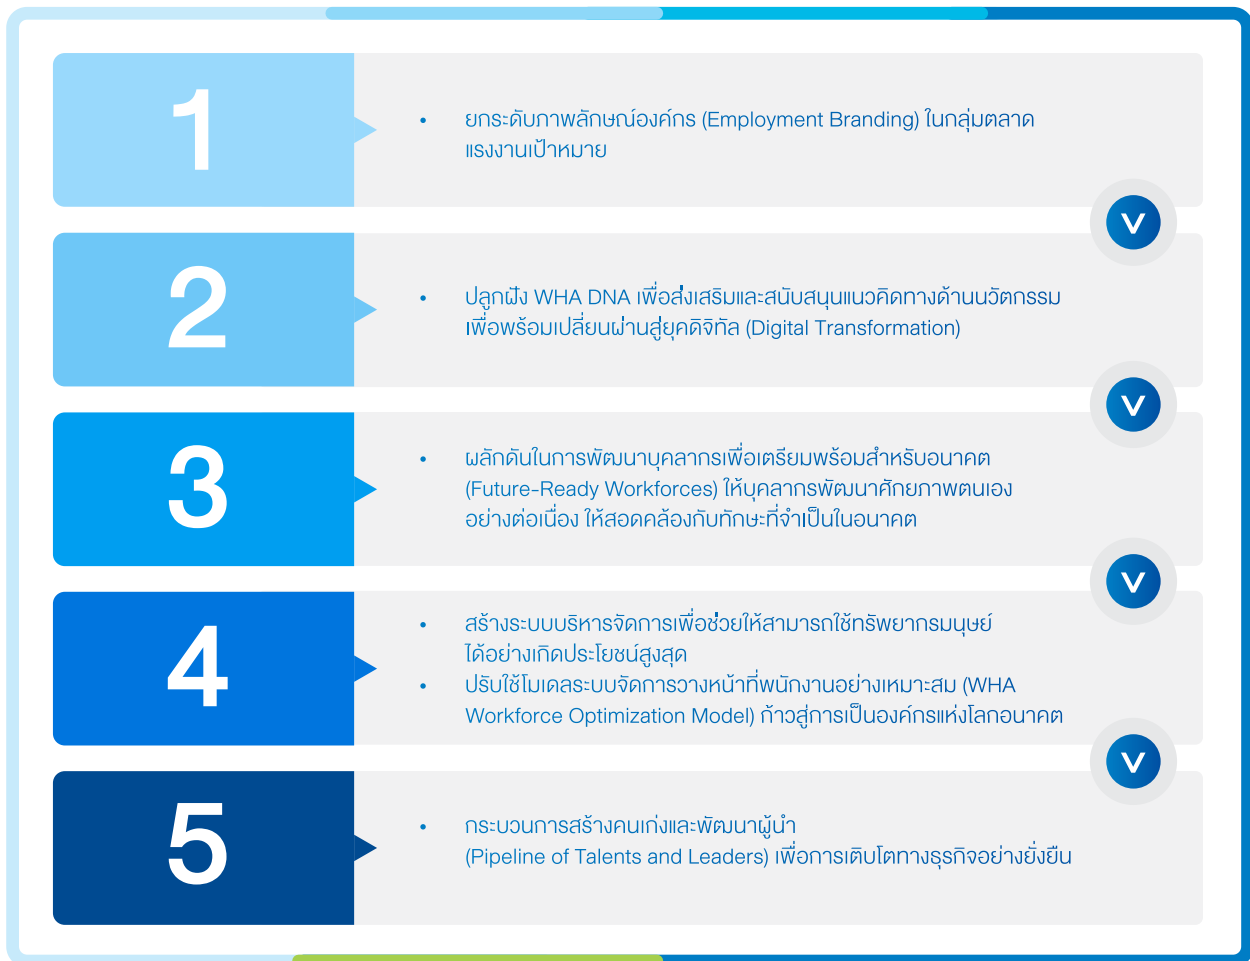 1
• ยกระดับภาพลักษณ์องค์กร (Employment Branding) ในกลุ่มตลาด
แรงงานเป้าหมาย
2
• ปลูกฝัง WHA DNA เพื่อส่งเสริมและสนับสนุนแนวคิดทางด้านนวัตกรรม
เพื่อพร้อมเปลี่ยนผ่านสู่ยุคดิจิทัล (Digital Transformation)
3
• ผลักดันในการพัฒนาบุคลากรเพื่อเตรียมพร้อมสำหรับอนาคต
(Future-Ready Workforces) ให้บุคลากรพัฒนาศักยภาพตนเอง
อย่างต่อเนื่อง ให้สอดคล้องกับทักษะที่จำเป็นในอนาคต
4
• สร้างระบบบริหารจัดการเพื่อช่วยให้สามารถใช้ทรัพยากรมนุษย์
ได้อย่างเกิดประโยชน์สูงสุด
• ปรับใช้โมเดลระบบจัดการวางหน้าที่พนักงานอย่างเหมาะสม (WHA
Workforce Optimization Model) ก้าวสู่การเป็นองค์กรแห่งโลกอนาคต
5
• กระบวนการสร้างคนเก่งและพัฒนาผู้นำ
(Pipeline of Talents and Leaders) เพื่อการเติบโตทางธุรกิจอย่างยั่งยืน